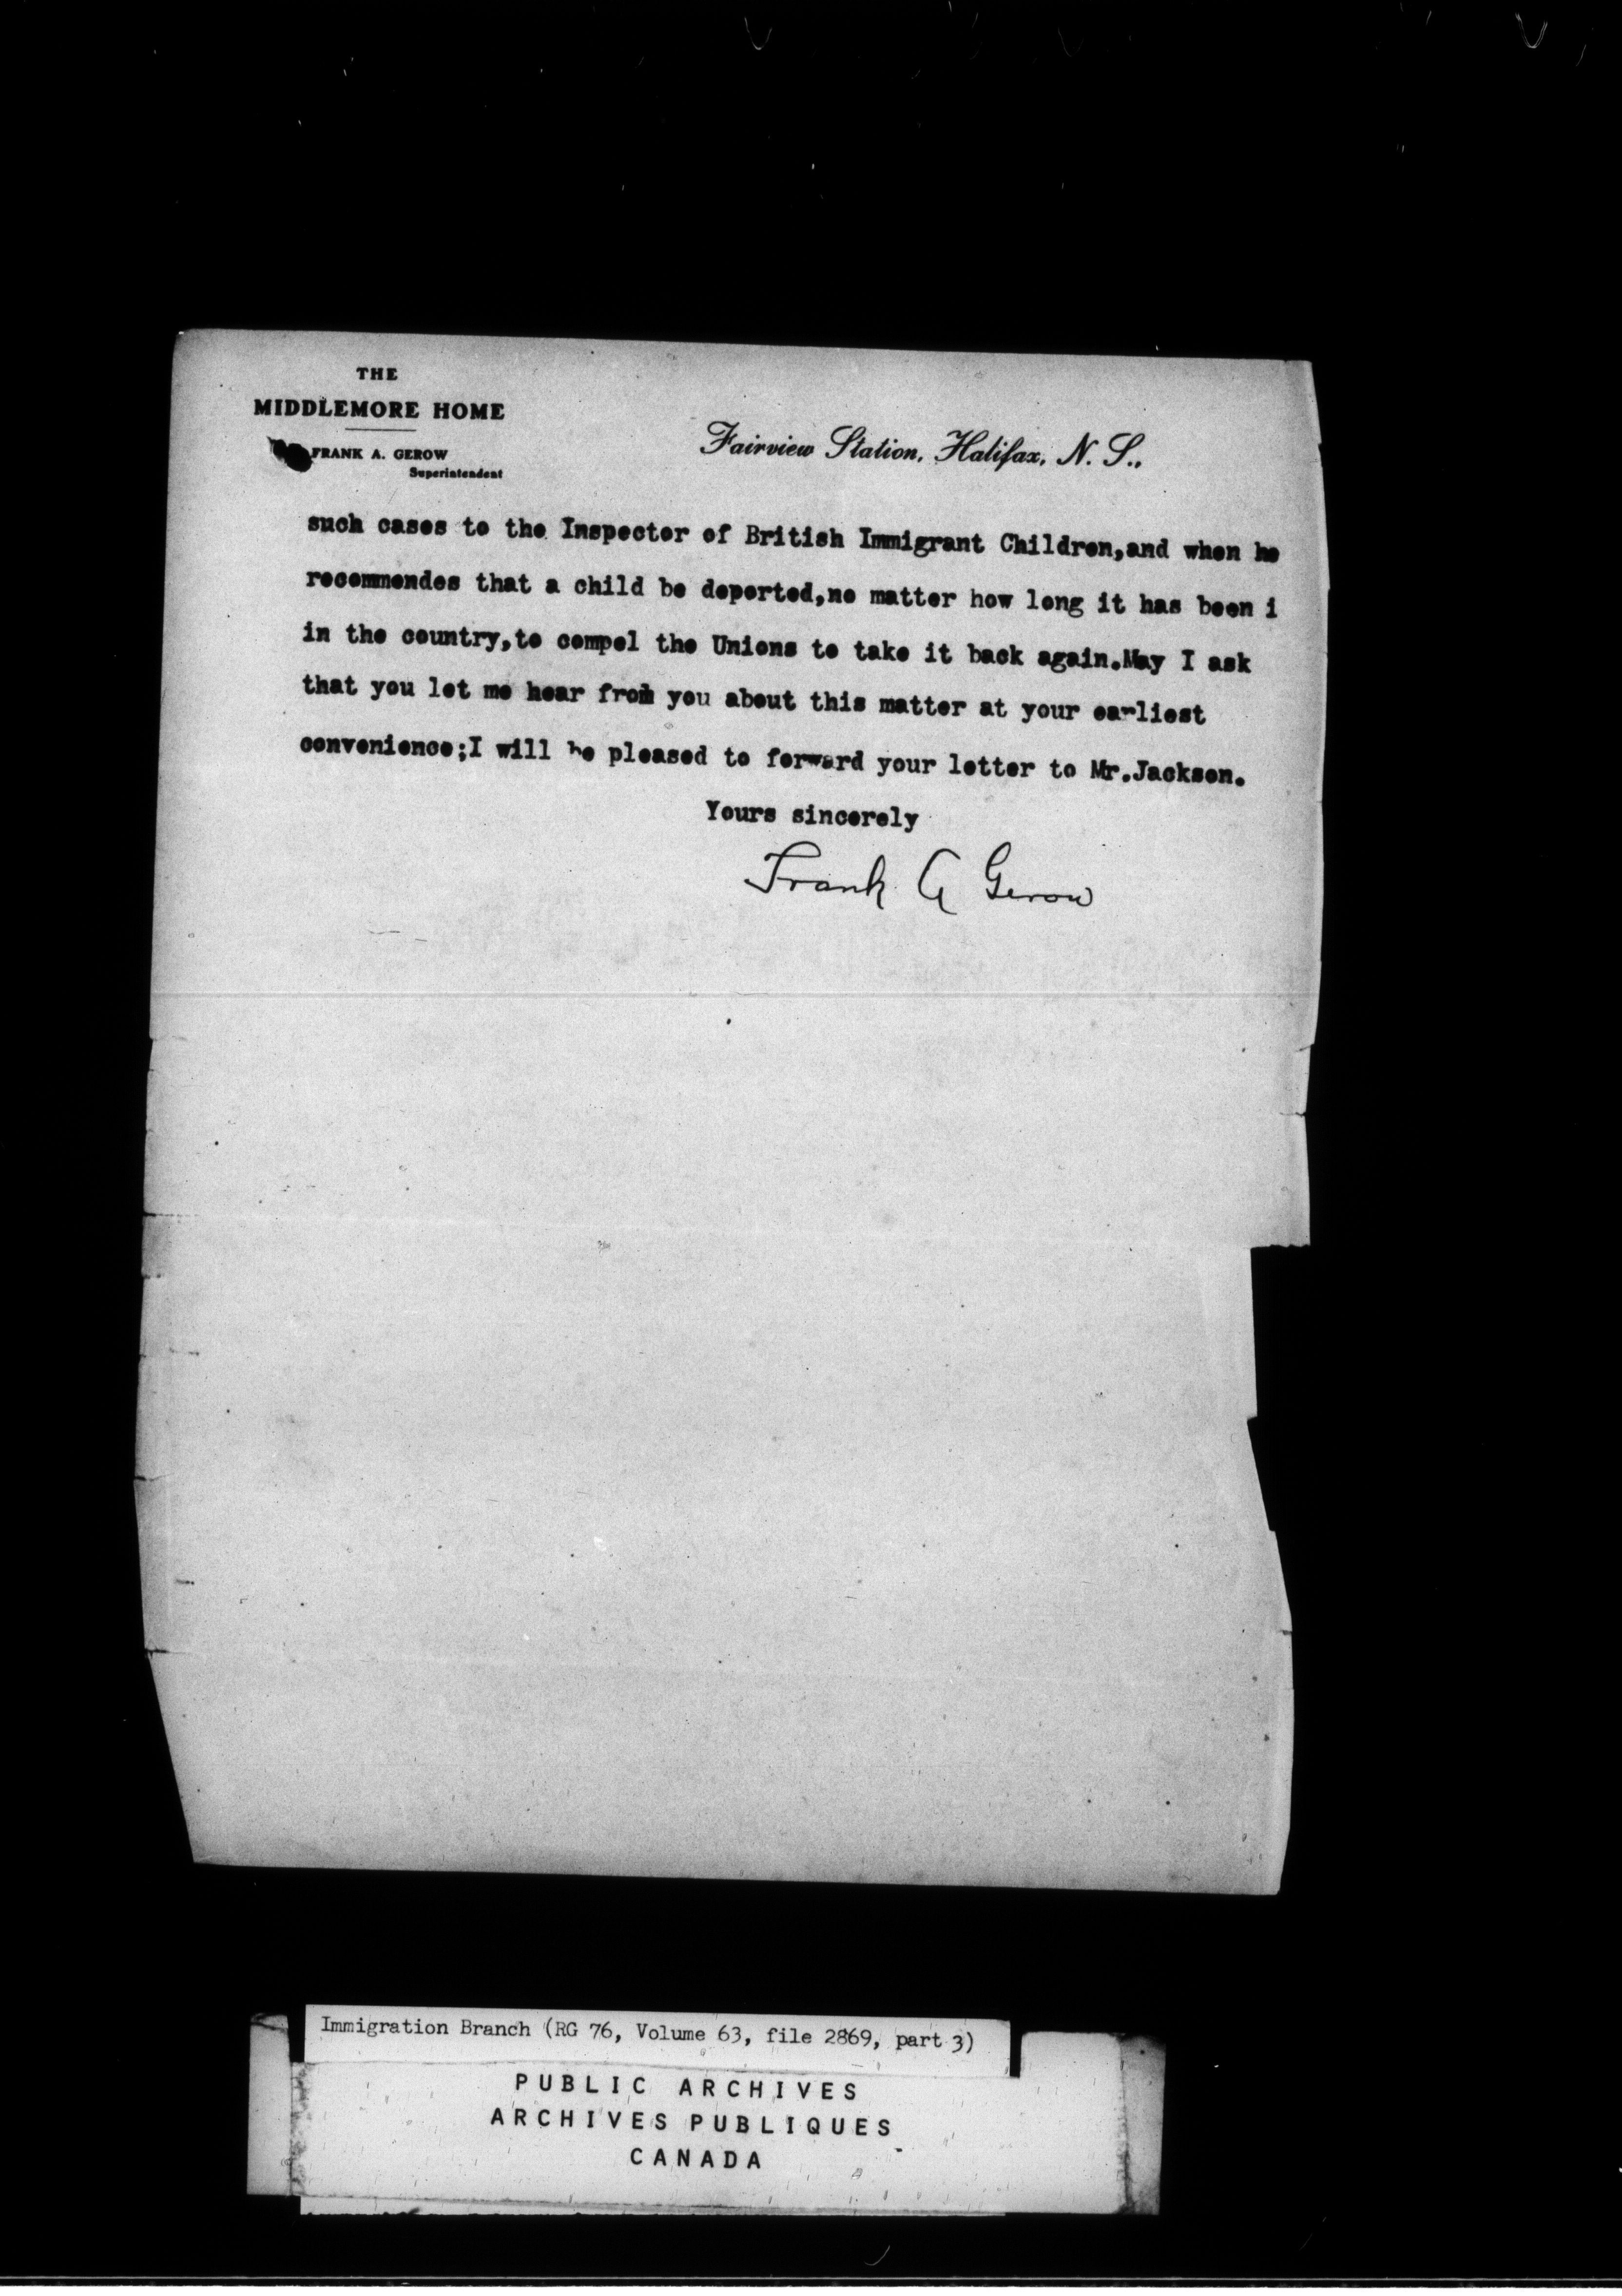 THE
MIDDLEMORE HOME
FRANK A. GEROW
Superintendent
Fairview Station, Halifax, N. S.,
such cases to the Inspector of British Immigrant Children,and when he
recommendes that a child be deported,no matter how long it has been i
in the country,to compel the Unions to take it back again.May I ask
that you let me hear from you about this matter at your earliest
convenience;I will be pleased to forward your letter to Mr.Jackson.
Yours sincerely
Frank A Gerow
Immigration Branch (RG 76, Volume 63, file 2869, part 3)
PUBLIC ARCHIVES
ARCHIVES PUBLIQUES
CANADA